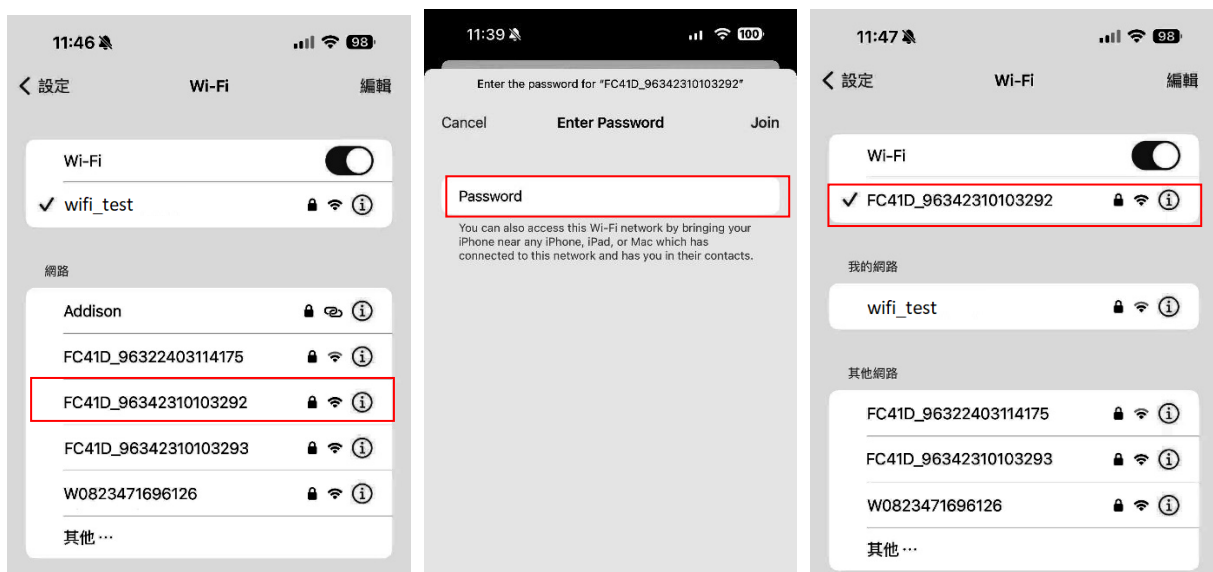 11:46
98
設定
Wi-Fi
編輯
Wi-Fi
wifi_test
網路
Addison
FC41D_96322403114175
FC41D_96342310103292
FC41D_96342310103293
W0823471696126
其他…
11:39
100
Enter the password for “FC41D_96342310103292”
Cancel
Enter Password
Join
Password
You can also access this Wi-Fi network by bringing your
iPhone near any iPhone, iPad, or Mac which has
connected to this network and has you in their contacts.
11:47
98
設定
Wi-Fi
編輯
Wi-Fi
FC41D_96342310103292
我的網路
wifi_test
其他網路
FC41D_96322403114175
FC41D_96342310103293
W0823471696126
其他…